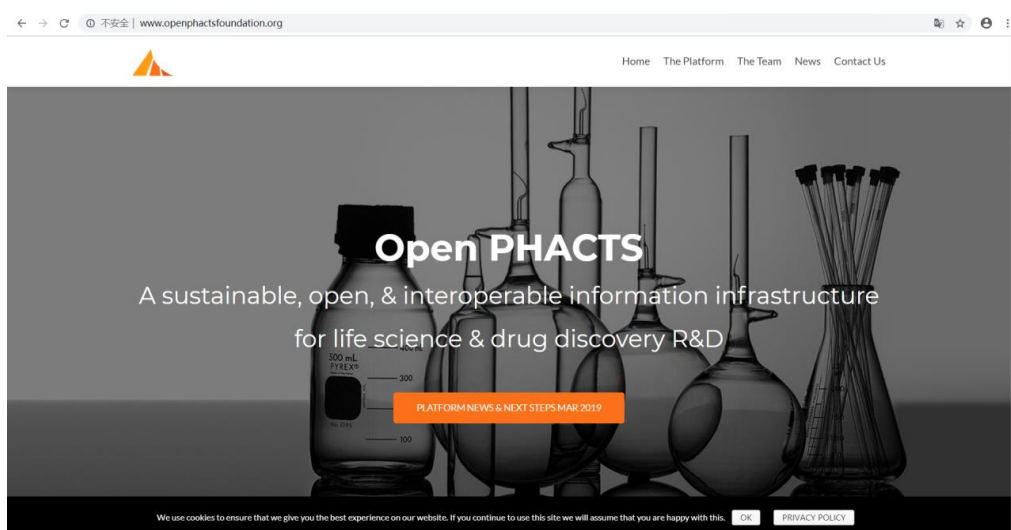 不安全 | www.openphactsfoundation.org
Home The Platform The Team News Contact Us
Open PHACTS
A sustainable, open, & interoperable information infrastructure
for life science & drug discovery R&D
500 mL
PYREX®
300
PLATFORM NEWS & NEXT STEPS MAR 2019
100
We use cookies to ensure that we give you the best experience on our website. If you continue to use this site we will assume that you are happy with this. OK PRIVACY POLICY